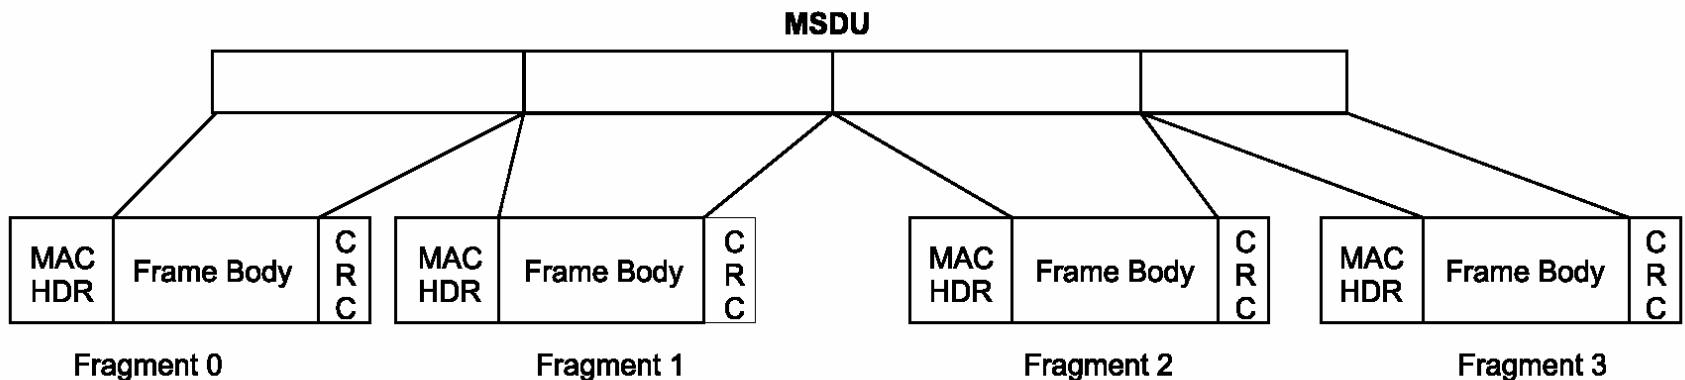 MSDU
MAC
HDR
Frame Body
C
R
C
MAC
HDR
Frame Body
C
R
C
MAC
HDR
Frame Body
C
R
C
MAC
HDR
Frame Body
C
R
C
Fragment 0
Fragment 1
Fragment 2
Fragment 3